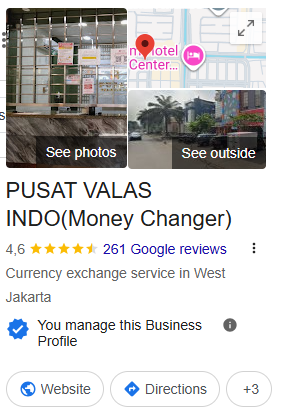 n Hotel
Center...
See photos
See outside
PUSAT VALAS
INDO(Money Changer)
4,6
261 Google reviews
Currency exchange service in West
Jakarta
You manage this Business
Profile
Website
Directions
+3